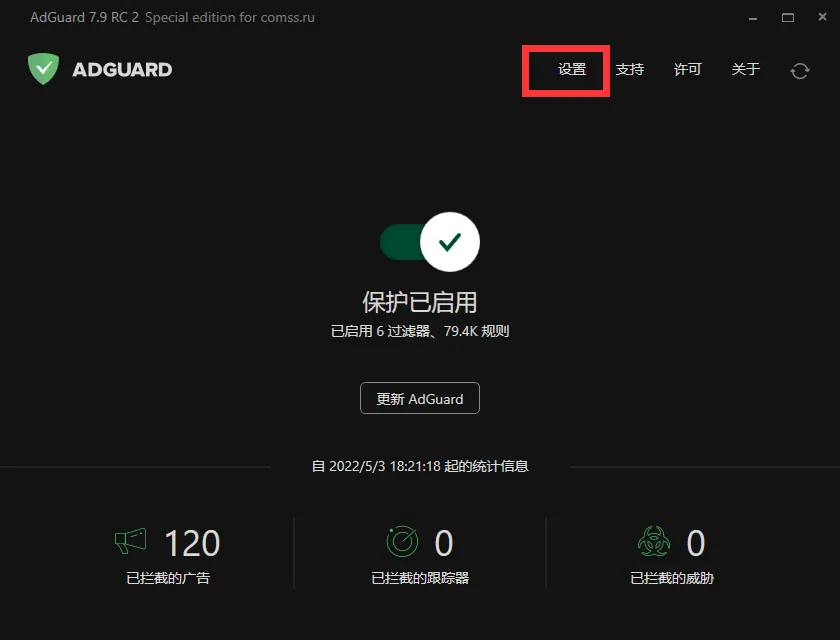 AdGuard 7.9 RC 2 Special edition for comss.ru
ADGUARD
设置 支持 许可 关于
保护已启用
已启用 6 过滤器、79.4K 规则
更新 AdGuard
自 2022/5/3 18:21:18 起的统计信息
120 0 0
已拦截的广告 已拦截的跟踪器 已拦截的威胁